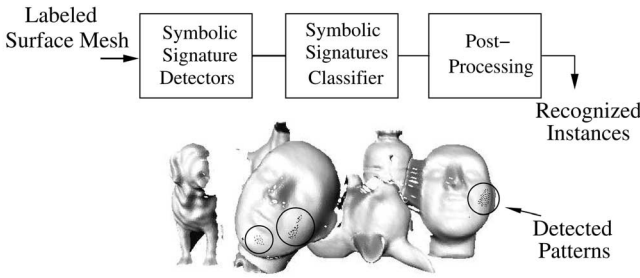 Labeled
Surface Mesh
Symbolic
Signature
Detectors
Symbolic
Signatures
Classifier
Post-
Processing
Recognized
Instances
Detected
Patterns